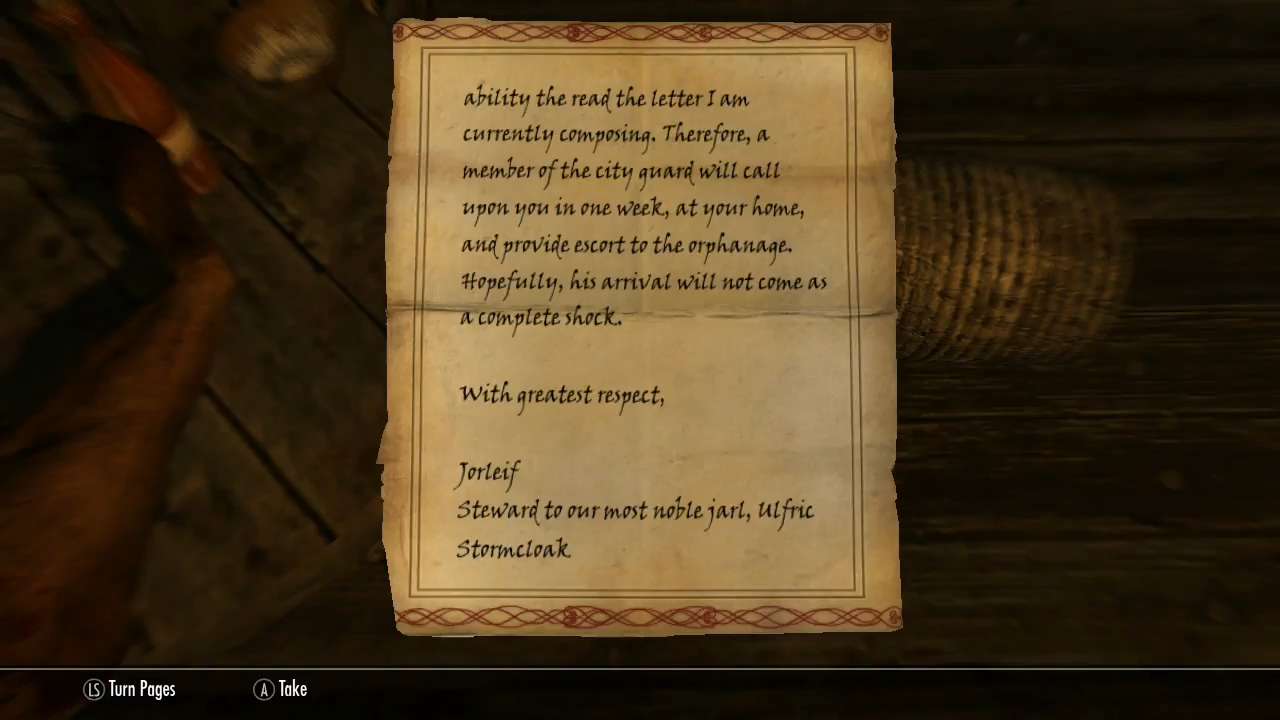 ability the read the letter I am
currently composing. Therefore, a
member of the city guard will call
upon you in one week, at your home,
and provide escort to the orphanage.
Hopefully, his arrival will not come as
a complete shock.
With greatest respect,
Jorleif
Steward to our most noble jarl, Ulfric
Stormcloak
LS Turn Pages
A Take